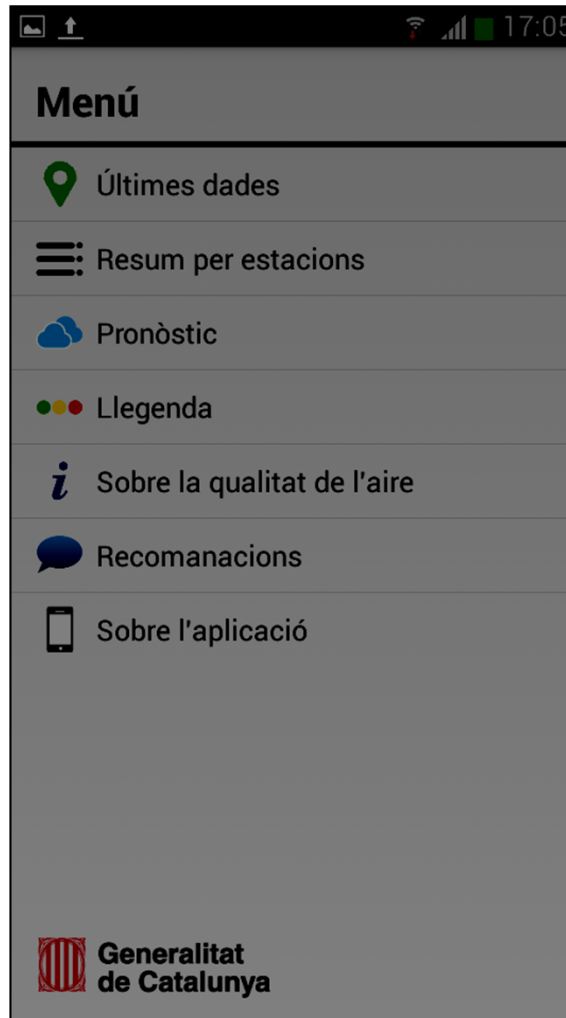 17:05
Menú
Últimes dades
Resum per estacions
Pronòstic
Llegenda
Sobre la qualitat de l'aire
Recomanacions
Sobre l'aplicació
Generalitat
de Catalunya